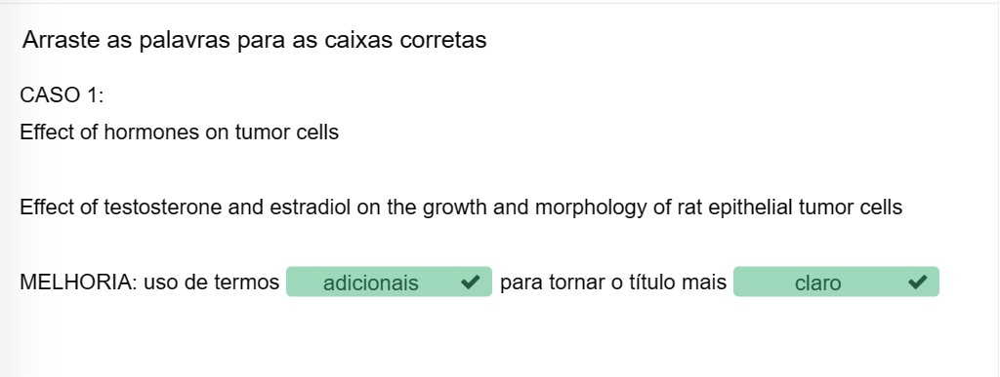 Arraste as palavras para as caixas corretas
CASO 1:
Effect of hormones on tumor cells
Effect of testosterone and estradiol on the growth and morphology of rat epithelial tumor cells
MELHORIA: uso de termos adicionais para tornar o título mais claro